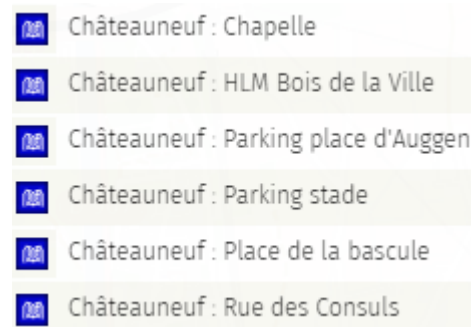 Châteauneuf : Chapelle
Châteauneuf : HLM Bois de la Ville
Châteauneuf : Parking place d'Auggen
Châteauneuf : Parking stade
Châteauneuf : Place de la bascule
Châteauneuf : Rue des Consuls